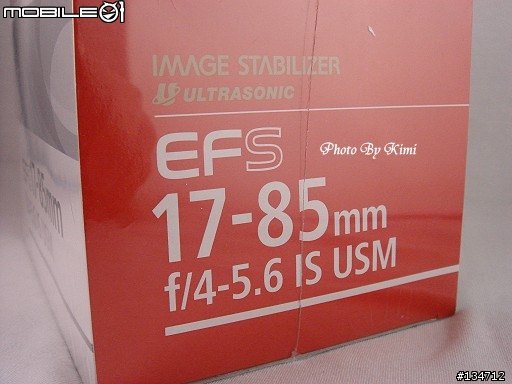 MOBILE01
IMAGE STABILIZER
ULTRASONIC
EFS
Photo By Kimi
17-85mm
f/4-5.6 IS USM
#134712